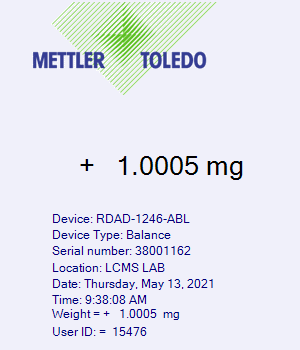 METTLER TOLEDO
+ 1.0005 mg
Device: RDAD-1246-ABL
Device Type: Balance
Serial number: 38001162
Location: LCMS LAB
Date: Thursday, May 13, 2021
Time: 9:38:08 AM
Weight = + 1.0005 mg
User ID: = 15476